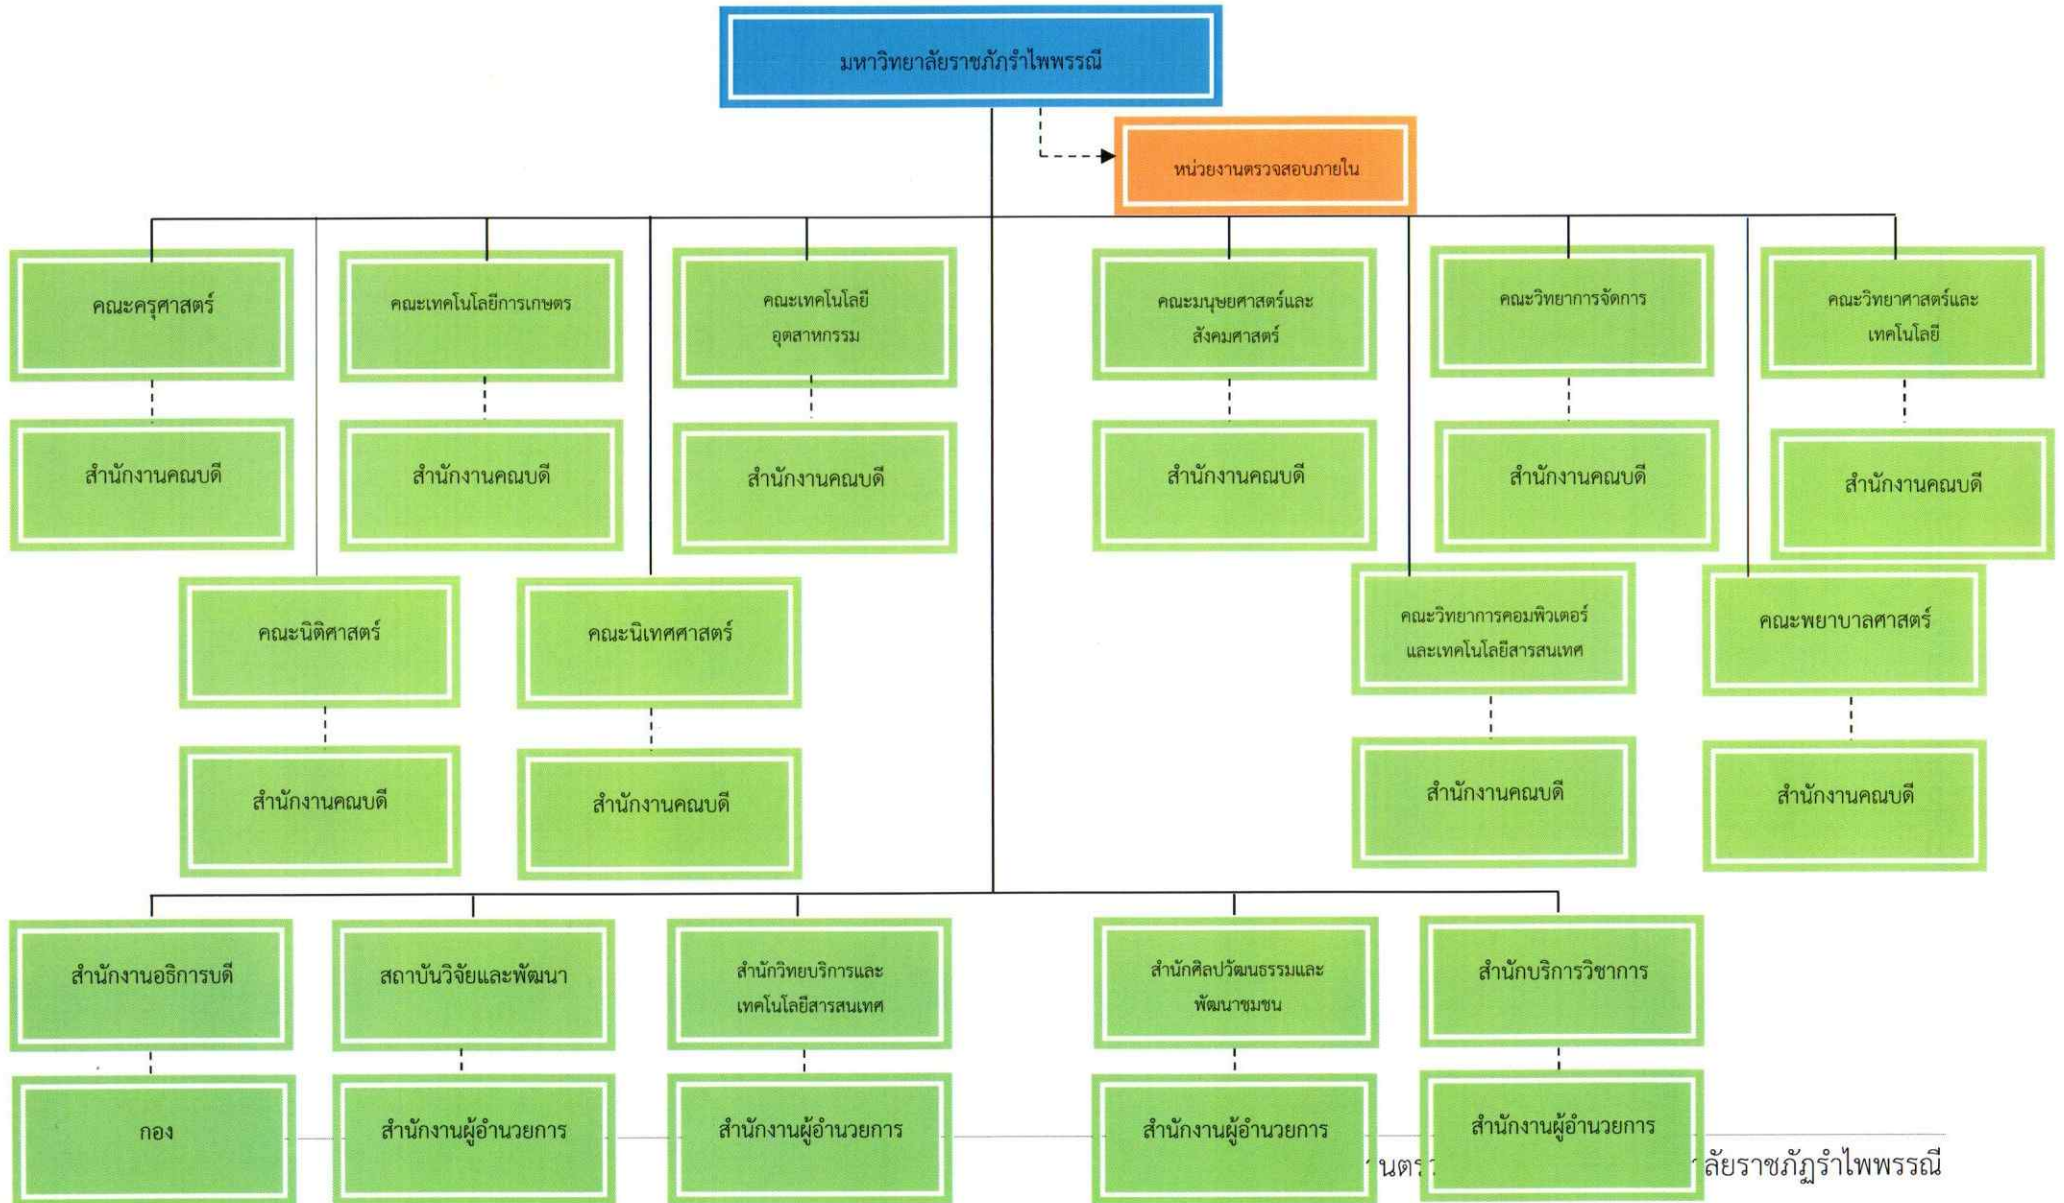 มหาวิทยาลัยราชภัฏรำไพพรรณี
หน่วยงานตรวจสอบภายใน
คณะครุศาสตร์
คณะเทคโนโลยีการเกษตร
คณะเทคโนโลยี
อุตสาหกรรม
คณะมนุษยศาสตร์และ
สังคมศาสตร์
คณะวิทยาการจัดการ
คณะวิทยาศาสตร์และ
เทคโนโลยี
สำนักงานคณบดี
สำนักงานคณบดี
สำนักงานคณบดี
สำนักงานคณบดี
สำนักงานคณบดี
สำนักงานคณบดี
คณะนิติศาสตร์
คณะนิเทศศาสตร์
คณะวิทยาการคอมพิวเตอร์
และเทคโนโลยีสารสนเทศ
คณะพยาบาลศาสตร์
สำนักงานคณบดี
สำนักงานคณบดี
สำนักงานคณบดี
สำนักงานคณบดี
สำนักงานอธิการบดี
สถาบันวิจัยและพัฒนา
สำนักวิทยบริการและ
เทคโนโลยีสารสนเทศ
สำนักศิลปวัฒนธรรมและ
พัฒนาชุมชน
สำนักบริการวิชาการ
กอง
สำนักงานผู้อำนวยการ
สำนักงานผู้อำนวยการ
สำนักงานผู้อำนวยการ
สำนักงานผู้อำนวยการ
ลัยราชภัฏรำไพพรรณี